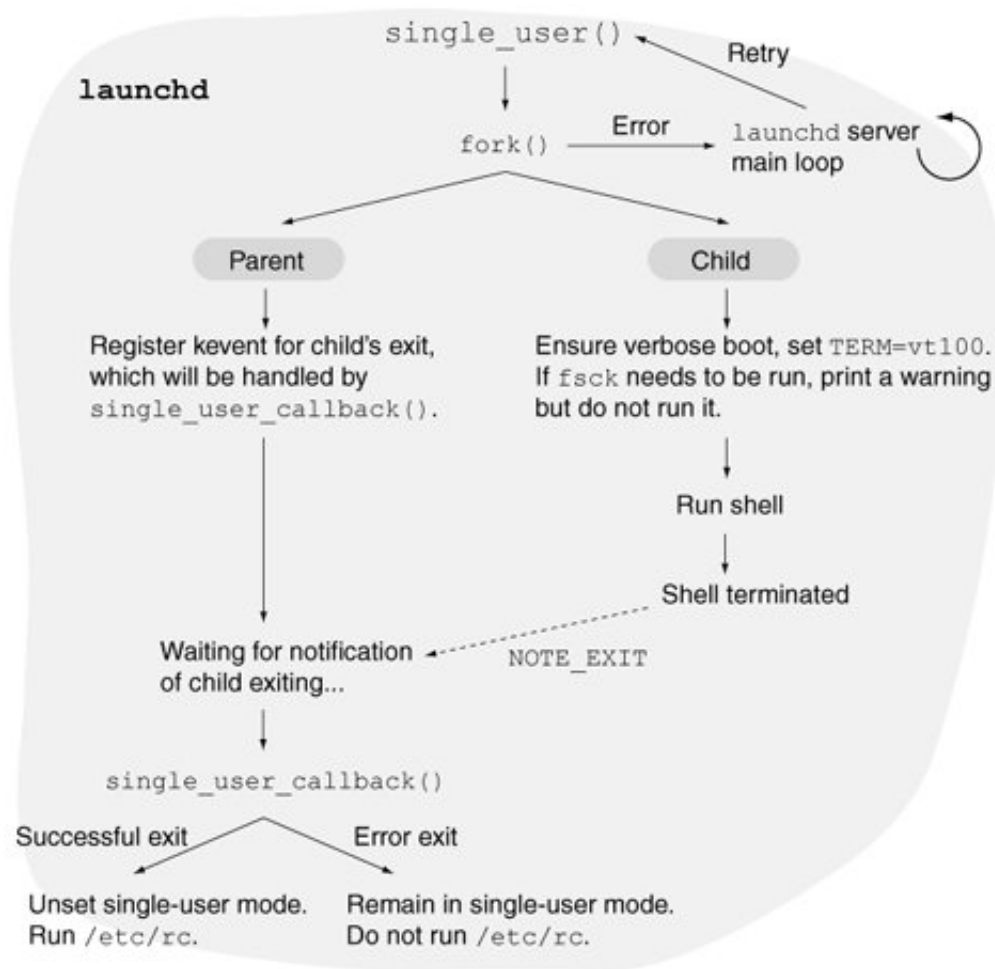 single_user()
Retry
launchd
fork()
Error
launchd server
main loop
Parent
Child
Register kevent for child's exit,
which will be handled by
single_user_callback().
Ensure verbose boot, set TERM=vt100.
If fsck needs to be run, print a warning
but do not run it.
Run shell
Shell terminated
Waiting for notification
of child exiting...
NOTE_EXIT
single_user_callback()
Successful exit
Error exit
Unset single-user mode.
Run /etc/rc.
Remain in single-user mode.
Do not run /etc/rc.